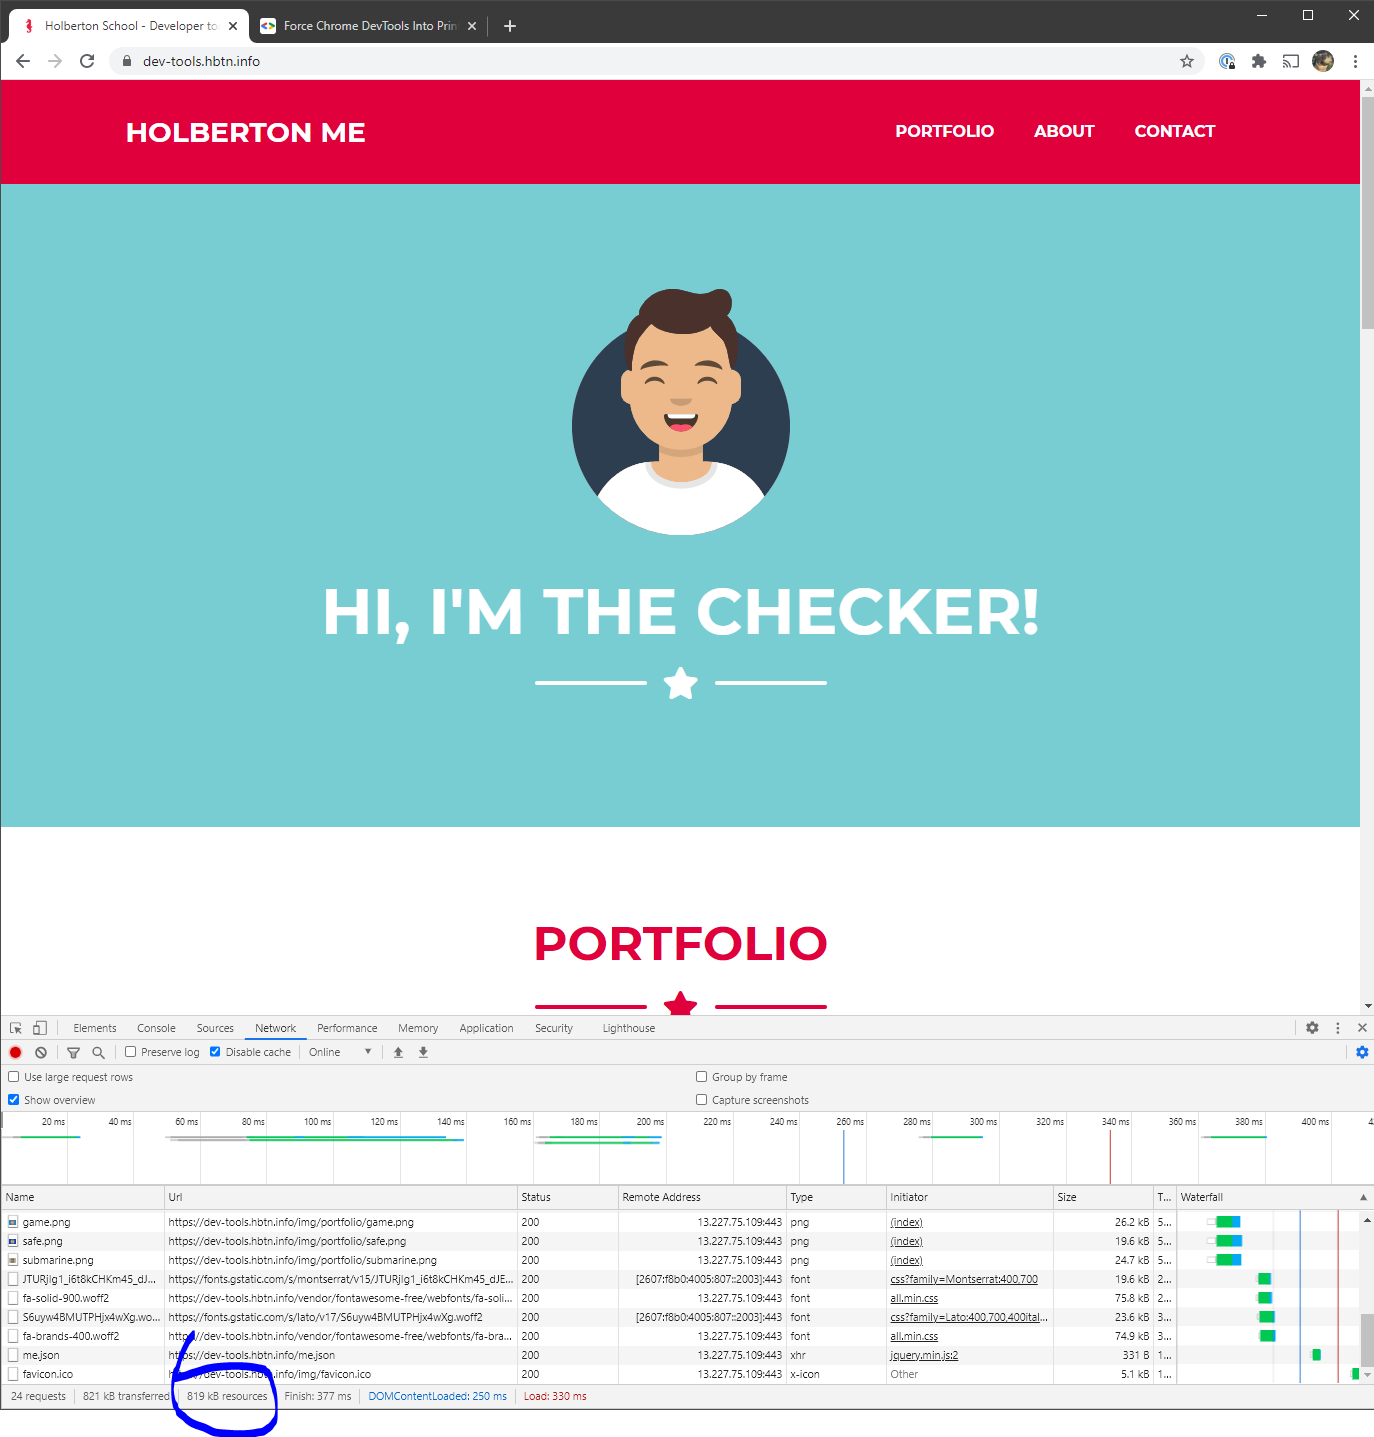 Holberton School - Developer to
Force Chrome DevTools Into Prin
dev-tools.hbtn.info
HOLBERTON ME
PORTFOLIO ABOUT CONTACT
HI, I'M THE CHECKER!
PORTFOLIO
Elements Console Sources Network Performance Memory Application Security Lighthouse
Preserve log Disable cache Online
Use large request rows Group by frame
Show overview Capture screenshots
20 ms 40 ms 60 ms 80 ms 100 ms 120 ms 140 ms 160 ms 180 ms 200 ms 220 ms 240 ms 260 ms 280 ms 300 ms 320 ms 340 ms 360 ms 380 ms 400 ms
Name Url Status Remote Address Type Initiator Size T... Waterfall
game.png https://dev-tools.hbtn.info/img/portfolio/game.png 200 13.227.75.109:443 png (index) 26.2 kB 5...
safe.png https://dev-tools.hbtn.info/img/portfolio/safe.png 200 13.227.75.109:443 png (index) 19.6 kB 5...
submarine.png https://dev-tools.hbtn.info/img/portfolio/submarine.png 200 13.227.75.109:443 png (index) 24.7 kB 5...
JTURjIg1_i6t8kCHKm45_dJ... https://fonts.gstatic.com/s/montserrat/v15/JTURjIg1_i6t8kCHKm45_dJE... 200 [2607:f8b0:4005:807::2003]:443 font css?family=Montserrat:400,700 19.6 kB 2...
fa-solid-900.woff2 https://dev-tools.hbtn.info/vendor/fontawesome-free/webfonts/fa-soli... 200 13.227.75.109:443 font all.min.css 75.8 kB 2...
S6uyw4BMUTPHjx4wXg.wo... https://fonts.gstatic.com/s/lato/v17/S6uyw4BMUTPHjx4wXg.woff2 200 [2607:f8b0:4005:807::2003]:443 font css?family=Lato:400,700,400ital... 23.6 kB 3...
fa-brands-400.woff2 https://dev-tools.hbtn.info/vendor/fontawesome-free/webfonts/fa-bra... 200 13.227.75.109:443 font all.min.css 74.9 kB 3...
me.json https://dev-tools.hbtn.info/me.json 200 13.227.75.109:443 xhr jquery.min.js:2 331 B 1...
favicon.ico https://dev-tools.hbtn.info/img/favicon.ico 200 13.227.75.109:443 x-icon Other 5.1 kB 1...
24 requests 821 kB transferred 819 kB resources Finish: 377 ms DOMContentLoaded: 250 ms Load: 330 ms